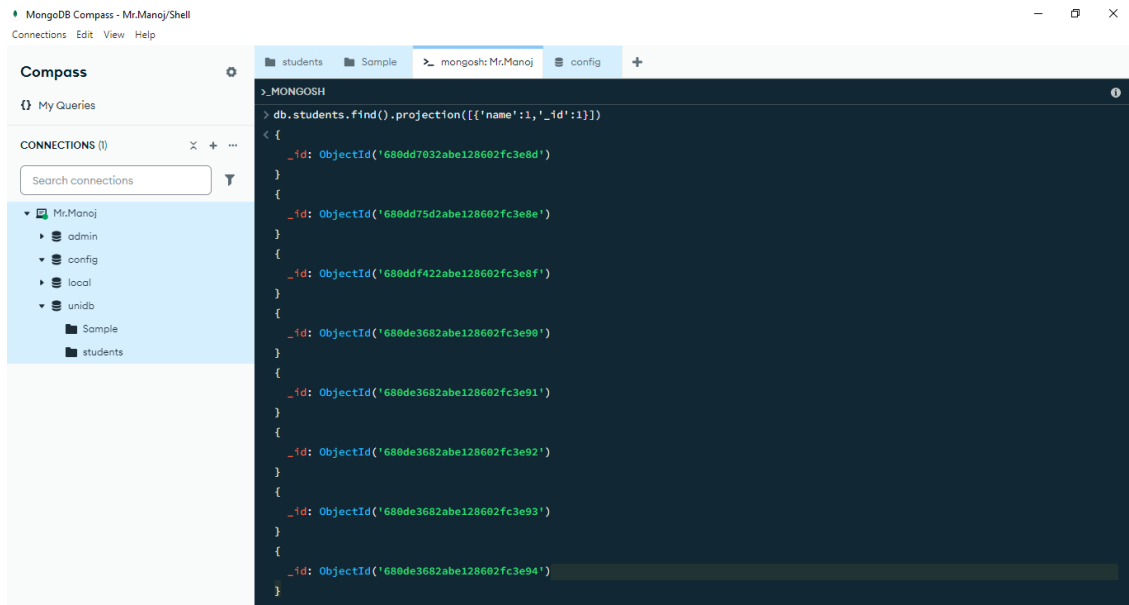 MongoDB Compass - Mr.Manoj/Shell
Connections Edit View Help
Compass
{} My Queries
CONNECTIONS (1)
Search connections
Mr.Manoj
admin
config
local
unidb
Sample
students
students Sample >_ mongosh: Mr.Manoj config +
>_MONGOSH
> db.students.find().projection([{'name':1,'_id':1}])
< {
_id: ObjectId('680dd7032abe128602fc3e8d')
}
{
_id: ObjectId('680dd75d2abe128602fc3e8e')
}
{
_id: ObjectId('680ddf422abe128602fc3e8f')
}
{
_id: ObjectId('680de3682abe128602fc3e90')
}
{
_id: ObjectId('680de3682abe128602fc3e91')
}
{
_id: ObjectId('680de3682abe128602fc3e92')
}
{
_id: ObjectId('680de3682abe128602fc3e93')
}
{
_id: ObjectId('680de3682abe128602fc3e94')
}